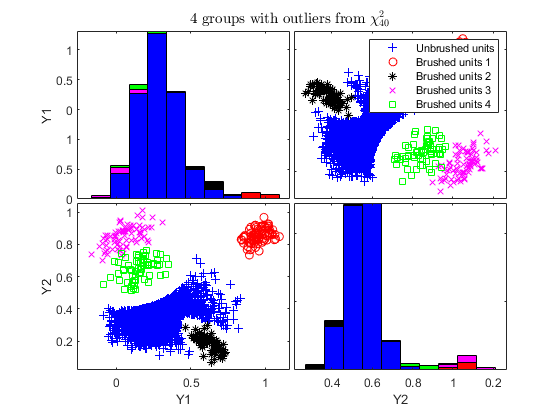 4 groups with outliers from χ²₄₀
1
0
1
0
1
0.5
0
Y1
Unbrushed units
Brushed units 1
Brushed units 2
Brushed units 3
Brushed units 4
1
0.8
0.6
0.4
0.2
Y2
0 0.5 1
Y1
0.4 0.6 0.8 1 0.2
Y2